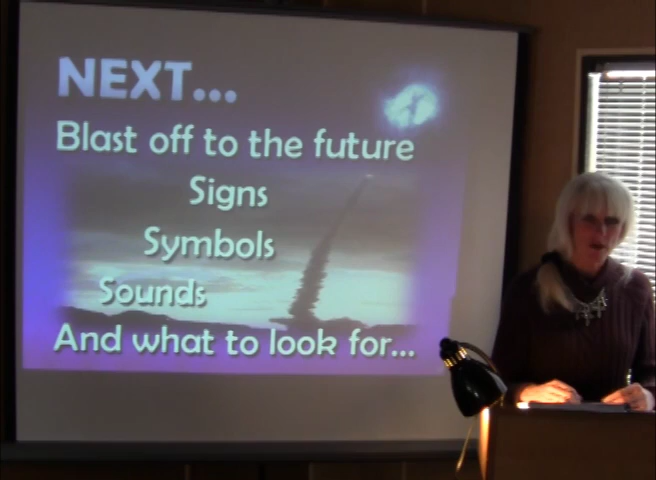 NEXT...
Blast off to the future
Signs
Symbols
Sounds
And what to look for...